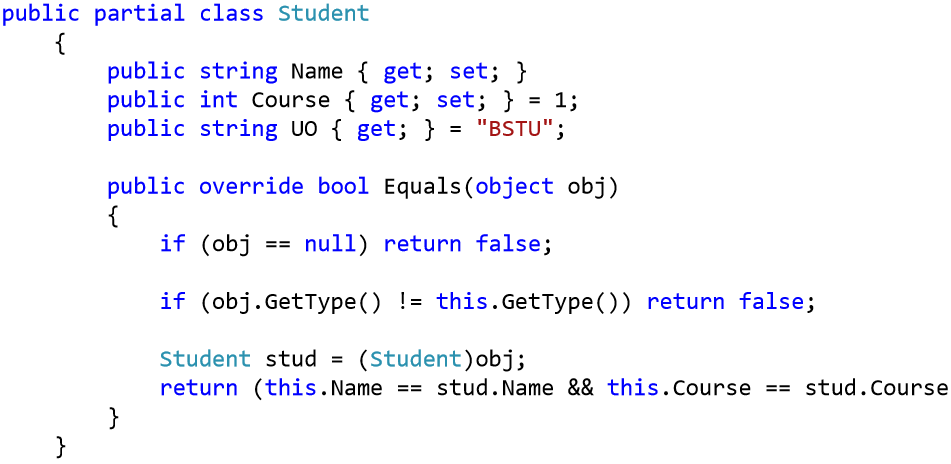 public partial class Student
{
public string Name { get; set; }
public int Course { get; set; } = 1;
public string UO { get; } = "BSTU";
public override bool Equals(object obj)
{
if (obj == null) return false;
if (obj.GetType() != this.GetType()) return false;
Student stud = (Student)obj;
return (this.Name == stud.Name && this.Course == stud.Course
}
}